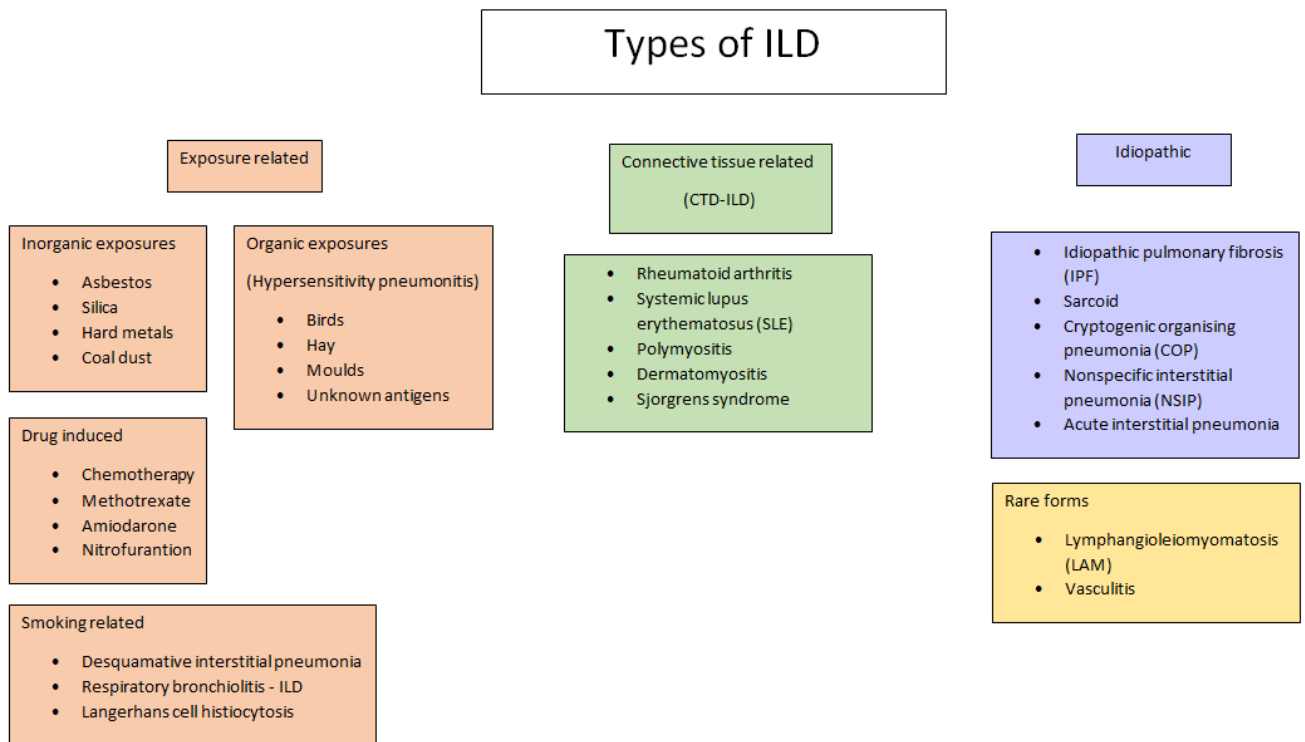 Types of ILD
Exposure related
Inorganic exposures
• Asbestos
• Silica
• Hard metals
• Coal dust
Organic exposures
(Hypersensitivity pneumonitis)
• Birds
• Hay
• Moulds
• Unknown antigens
Drug induced
• Chemotherapy
• Methotrexate
• Amiodarone
• Nitrofurantion
Smoking related
• Desquamative interstitial pneumonia
• Respiratory bronchiolitis - ILD
• Langerhans cell histiocytosis
Connective tissue related
(CTD-ILD)
• Rheumatoid arthritis
• Systemic lupus
erythematosus (SLE)
• Polymyositis
• Dermatomyositis
• Sjorgrens syndrome
Idiopathic
• Idiopathic pulmonary fibrosis
(IPF)
• Sarcoid
• Cryptogenic organising
pneumonia (COP)
• Nonspecific interstitial
pneumonia (NSIP)
• Acute interstitial pneumonia
Rare forms
• Lymphangioleiomyomatosis
(LAM)
• Vasculitis